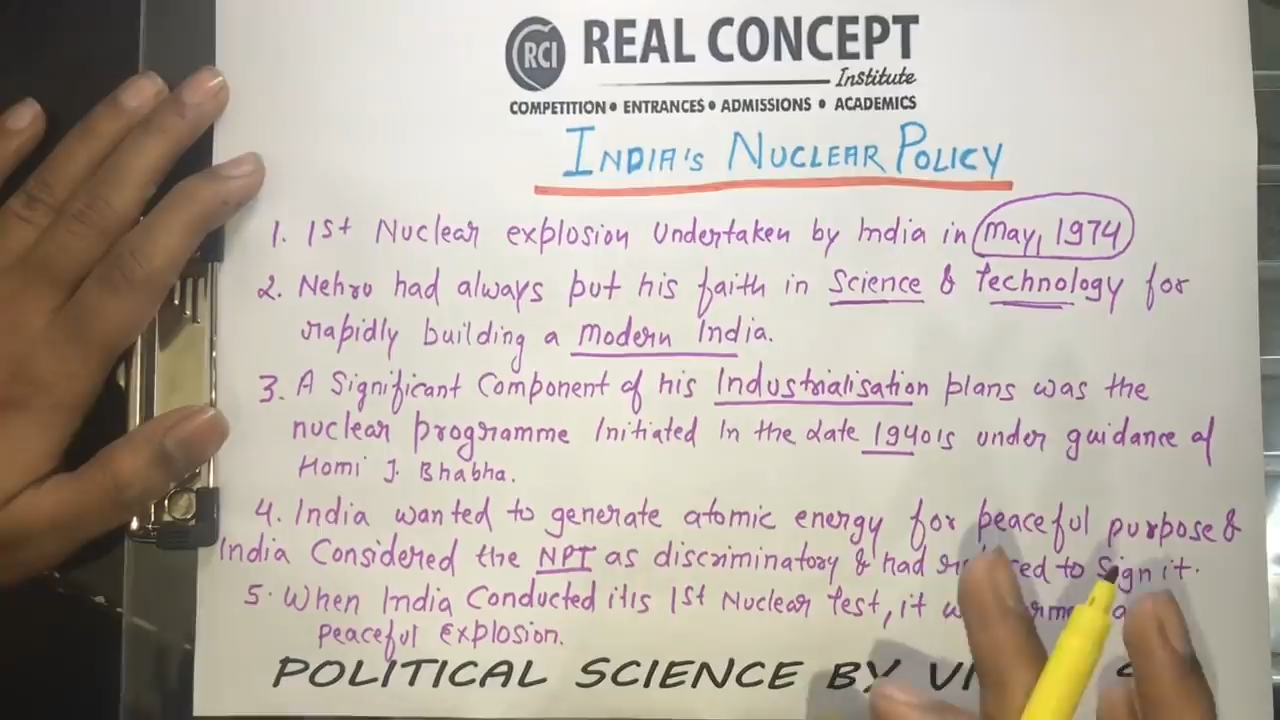 RCI REAL CONCEPT
Institute
COMPETITION • ENTRANCES • ADMISSIONS • ACADEMICS
INDIA'S NUCLEAR POLICY
1. 1st Nuclear explosion Undertaken by India in May, 1974
2. Nehru had always put his faith in Science & Technology for
rapidly building a Modern India.
3. A Significant Component of his Industrialisation plans was the
nuclear programme Initiated In the Late 1940's under guidance of
Homi J. Bhabha.
4. India wanted to generate atomic energy for peaceful purpose &
India Considered the NPT as discriminatory & had to Sign it.
5. When India Conducted it's 1st Nuclear test, it
Peaceful Explosion.
POLITICAL SCIENCE BY